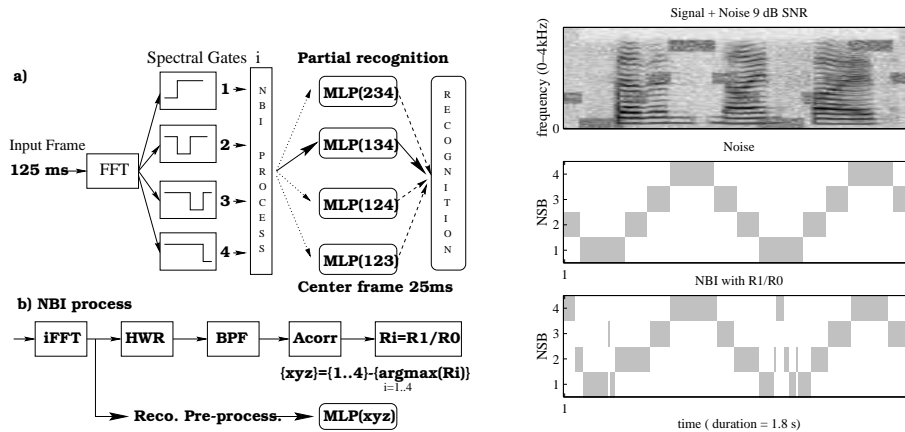 a)
Spectral Gates i
Partial recognition
Input Frame
125 ms
FFT
1
2
3
4
NBI PROCESS
MLP(234)
MLP(134)
MLP(124)
MLP(123)
RECOGNITION
Center frame 25ms
b) NBI process
iFFT
HWR
BPF
Acorr
Ri=R1/R0
{xyz}={1..4}-{argmax(Ri)}
i=1..4
Reco. Pre-process.
MLP(xyz)
Signal + Noise 9 dB SNR
frequency (0–4kHz)
0
Noise
NSB
4
3
2
1
1
NBI with R1/R0
NSB
4
3
2
1
1
time ( duration = 1.8 s)